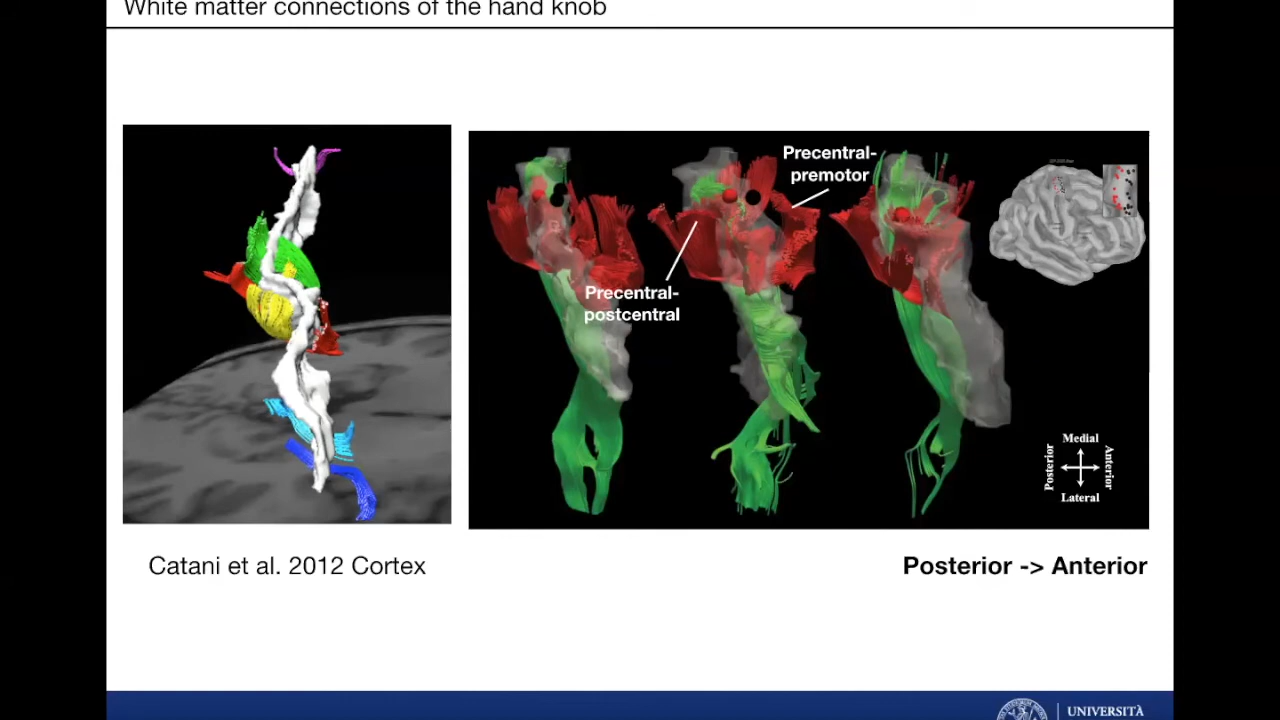 White matter connections of the hand knob
Precentral-
premotor
Precentral-
postcentral
Medial
Posterior
Anterior
Lateral
Catani et al. 2012 Cortex
Posterior -> Anterior
UNIVERSITÀ